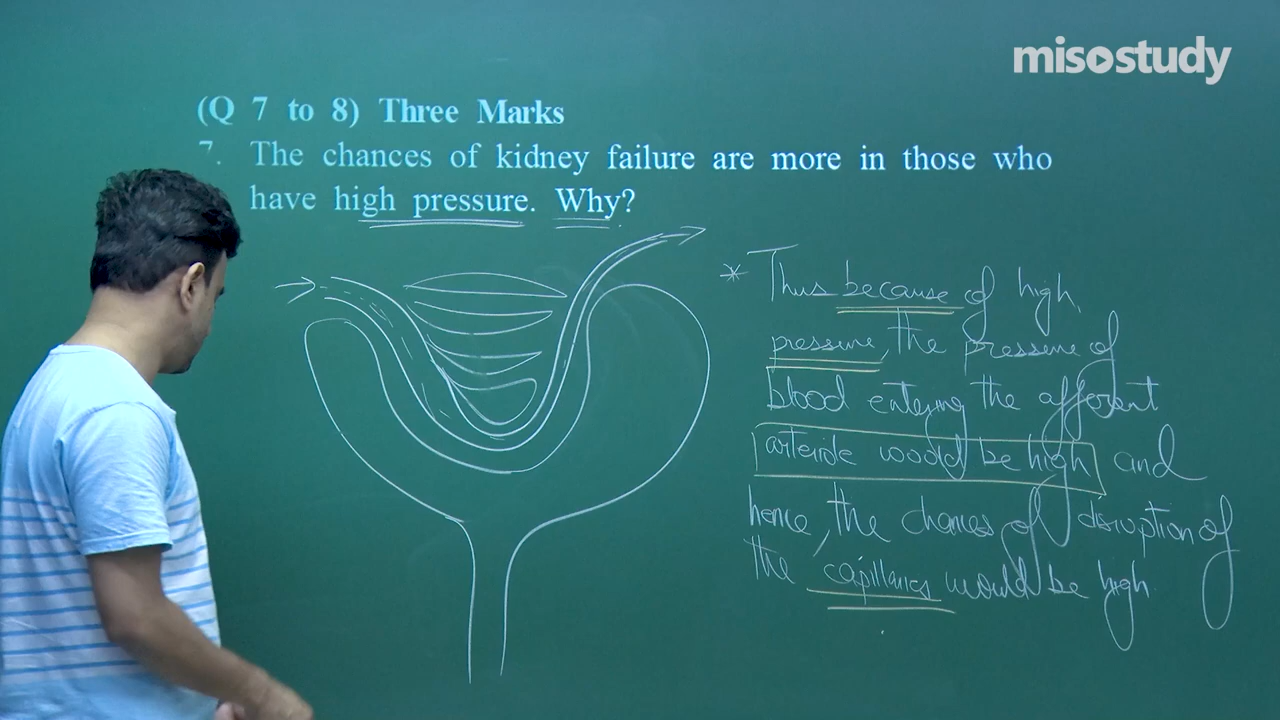 misostudy
(Q 7 to 8) Three Marks
7. The chances of kidney failure are more in those who
have high pressure. Why?
* Thus because of high
pressure, the pressure of
blood entering the afferent
arteriole would be high and
hence, the chances of disruption of
the capillaries would be high